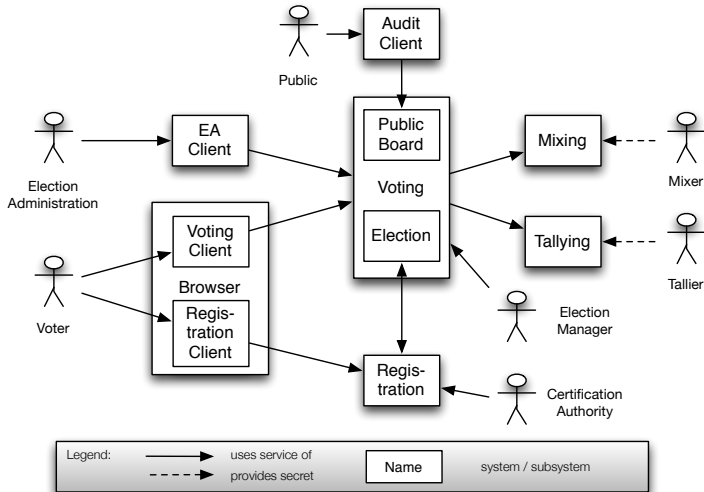 Audit
Client
Public
EA
Client
Public
Board
Mixing
Mixer
Election
Administration
Voting
Voting
Client
Election
Tallying
Tallier
Browser
Voter
Regis-
tration
Client
Election
Manager
Regis-
tration
Certification
Authority
Legend:
uses service of
provides secret
Name
system / subsystem